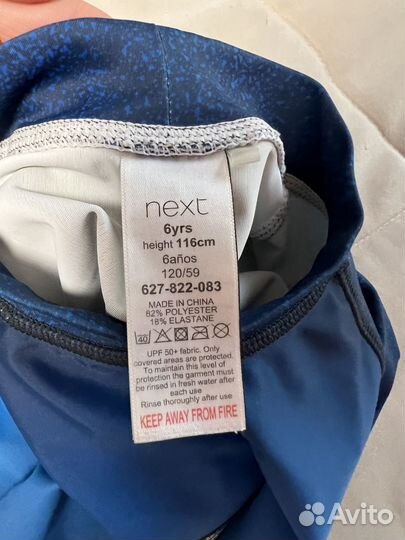 next
6yrs
height 116cm
6años
120/59
627-822-083
MADE IN CHINA
82% POLYESTER
18% ELASTANE
40
UPF 50+ fabric. Only
covered areas are protected.
To maintain this level of
protection the garment must
be rinsed in fresh water after
each use
Rinse thoroughly after use
KEEP AWAY FROM FIRE
Avito